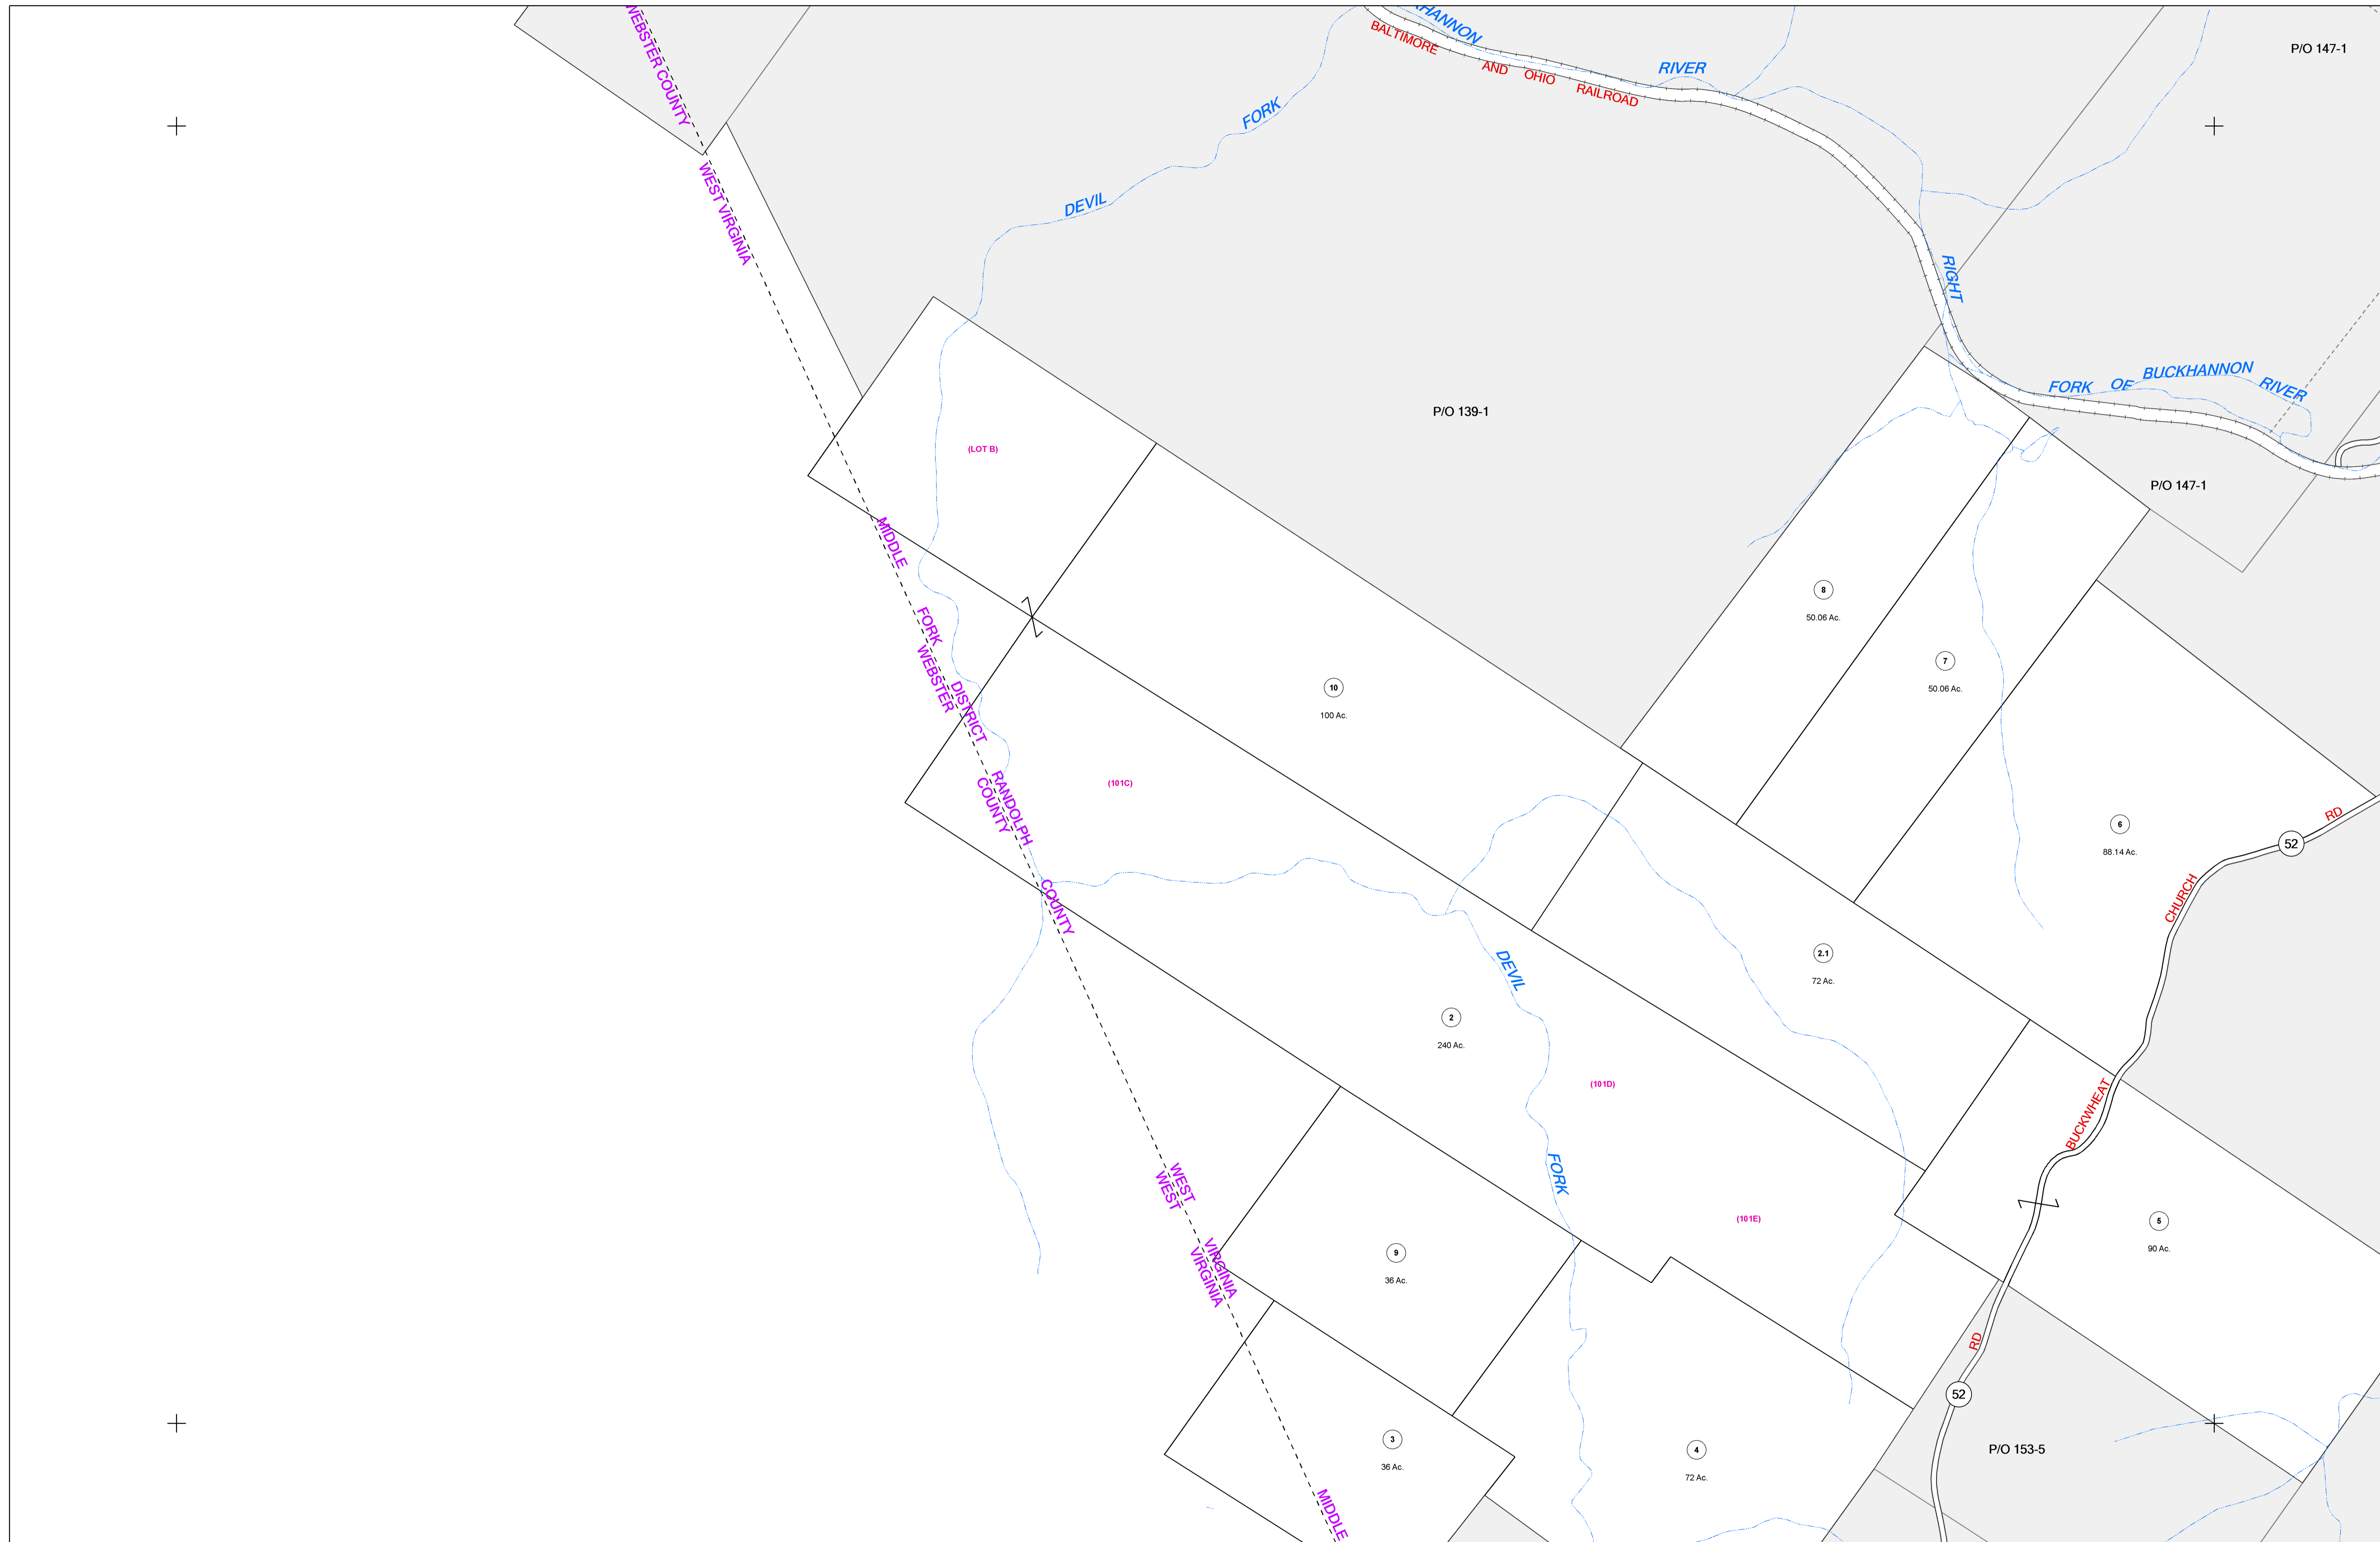 WEBSTER COUNTY
WEST VIRGINIA
HANNON
RIVER
BALTIMORE AND OHIO RAILROAD
P/O 147-1
DEVIL FORK
RIGHT
FORK OF BUCKHANNON RIVER
P/O 139-1
(LOT B)
P/O 147-1
MIDDLE FORK DISTRICT
WEBSTER COUNTY
RANDOLPH COUNTY
8
50.06 Ac.
7
50.06 Ac.
10
100 Ac.
(101C)
6
88.14 Ac.
RD
52
CHURCH
2.1
72 Ac.
DEVIL
2
240 Ac.
(101D)
BUCKWHEAT
FORK
WEST VIRGINIA
WEST VIRGINIA
(101E)
5
90 Ac.
9
36 Ac.
RD
52
3
36 Ac.
4
72 Ac.
P/O 153-5
MIDDLE